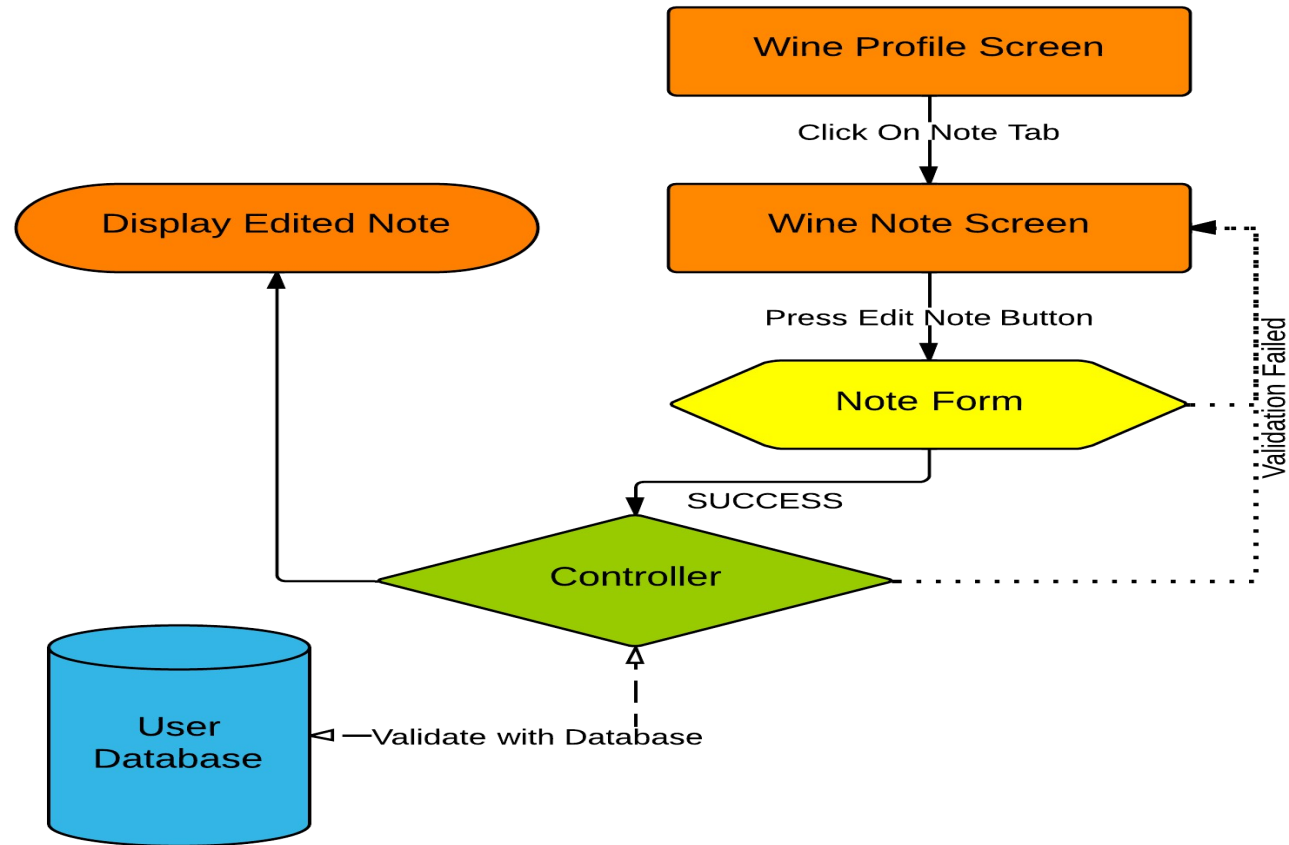 Wine Profile Screen
Click On Note Tab
Display Edited Note
Wine Note Screen
Press Edit Note Button
Validation Failed
Note Form
SUCCESS
Controller
User
Database
Validate with Database